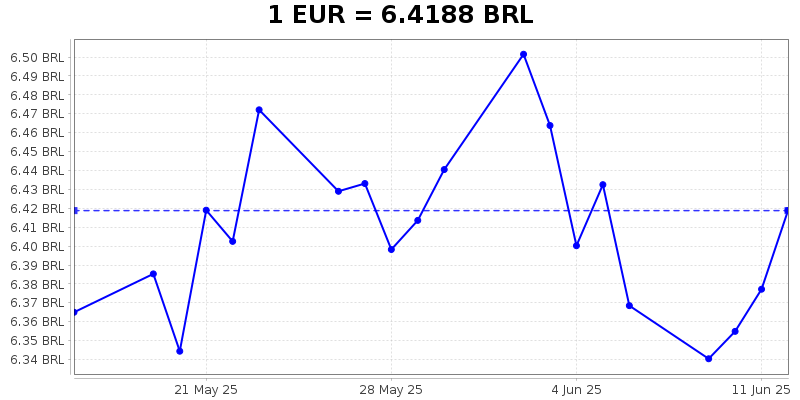 1 EUR = 6.4188 BRL
6.50 BRL
6.49 BRL
6.48 BRL
6.47 BRL
6.46 BRL
6.45 BRL
6.44 BRL
6.43 BRL
6.42 BRL
6.41 BRL
6.40 BRL
6.39 BRL
6.38 BRL
6.37 BRL
6.36 BRL
6.35 BRL
6.34 BRL
21 May 25
28 May 25
4 Jun 25
11 Jun 25